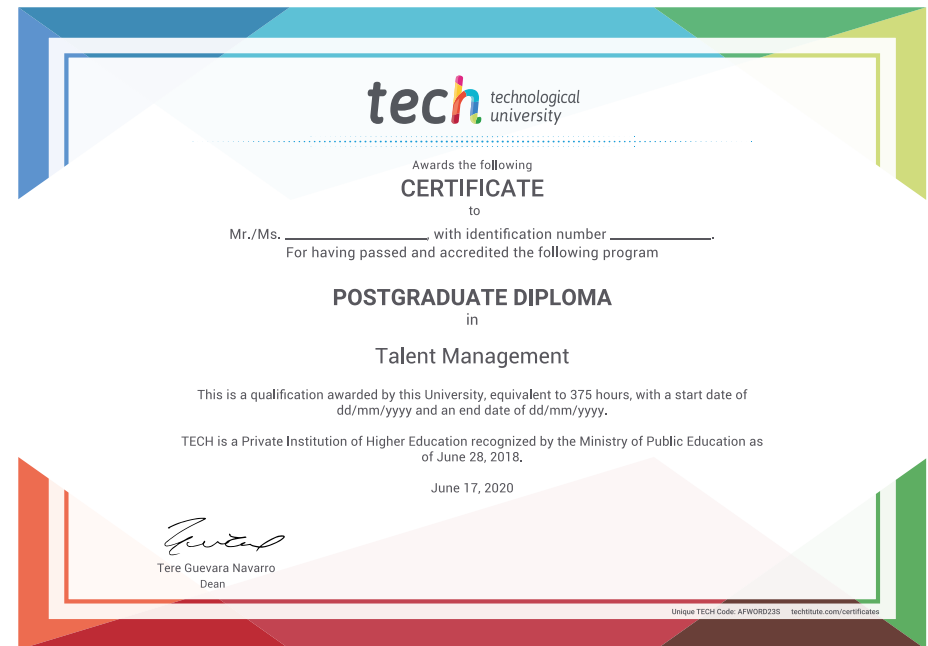 tech technological
university
Awards the following
CERTIFICATE
to
Mr./Ms. ____________________, with identification number ______________.
For having passed and accredited the following program
POSTGRADUATE DIPLOMA
in
Talent Management
This is a qualification awarded by this University, equivalent to 375 hours, with a start date of
dd/mm/yyyy and an end date of dd/mm/yyyy.
TECH is a Private Institution of Higher Education recognized by the Ministry of Public Education as
of June 28, 2018.
June 17, 2020
Tere Guevara Navarro
Dean
Unique TECH Code: AFWORD23S techtitute.com/certificates